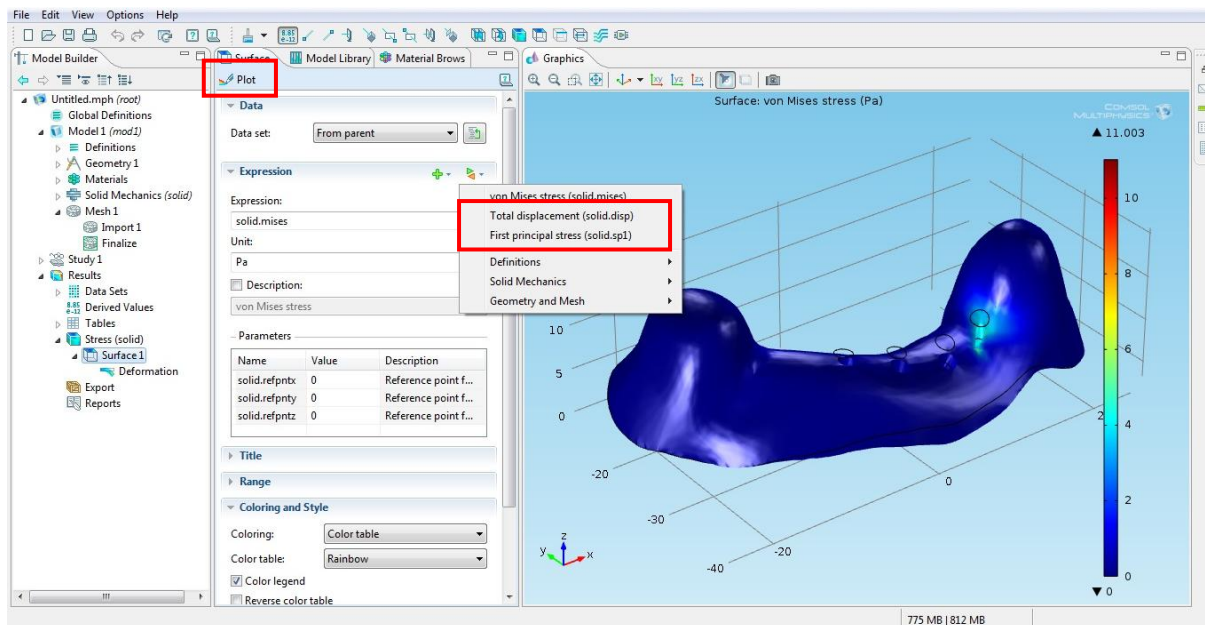 File Edit View Options Help
Model Builder
Surface Model Library Material Brows
Graphics
Plot
xy yz zx
Untitled.mph (root)
Global Definitions
Model 1 (mod1)
Definitions
Geometry 1
Materials
Solid Mechanics (solid)
Mesh 1
Import 1
Finalize
Study 1
Results
Data Sets
8.85
e-12
Derived Values
Tables
Stress (solid)
Surface 1
Deformation
Export
Reports
Data
Data set: From parent
Expression
Expression:
solid.mises
Unit:
Pa
Description:
von Mises stress
Parameters
Name Value Description
solid.refpntx 0 Reference point f...
solid.refpnty 0 Reference point f...
solid.refpntz 0 Reference point f...
Title
Range
Coloring and Style
Coloring: Color table
Color table: Rainbow
Color legend
Reverse color table
von Mises stress (solid.mises)
Total displacement (solid.disp)
First principal stress (solid.sp1)
Definitions
Solid Mechanics
Geometry and Mesh
Surface: von Mises stress (Pa)
COMSOL
MULTIPHYSICS
▲ 11.003
10
8
6
4
2
0
▼ 0
10
5
0
-20
-30
-40
-20
0
2
z
y x
775 MB | 812 MB